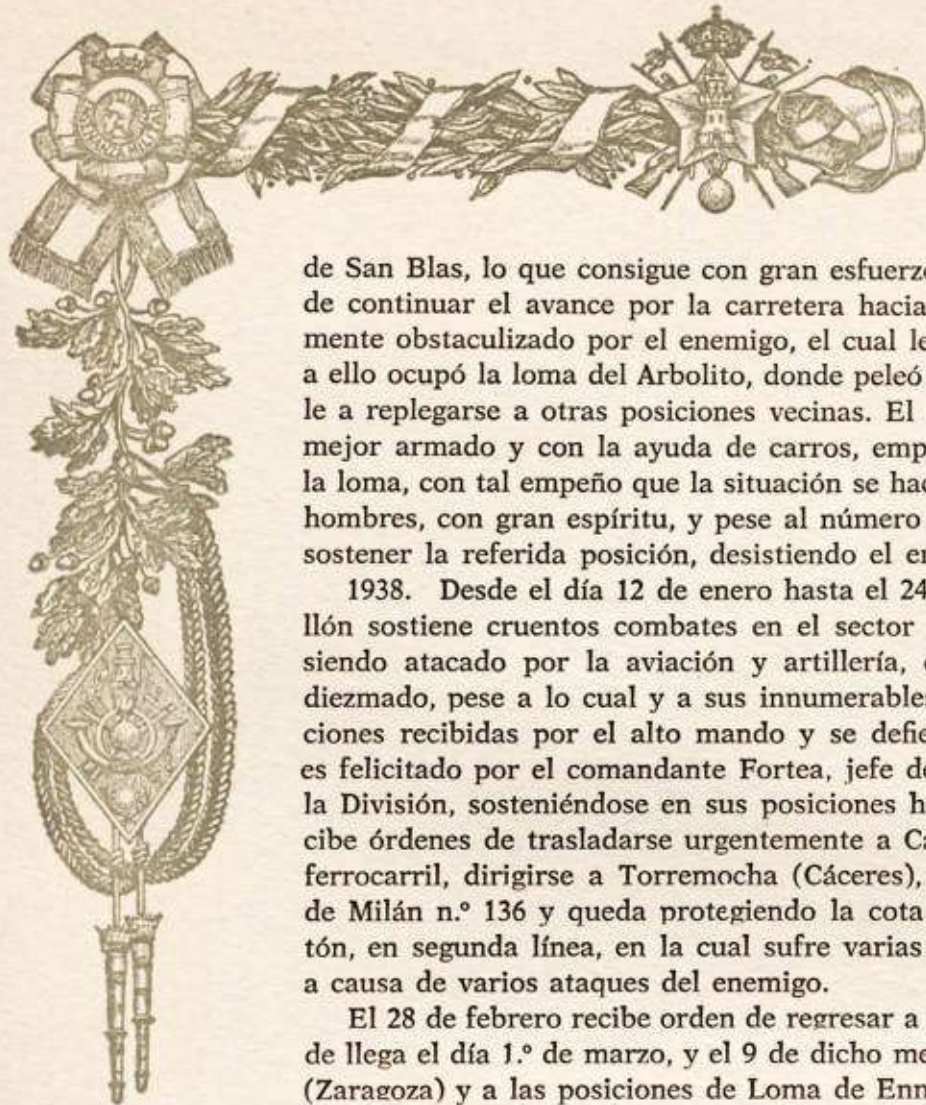 de San Blas, lo que consigue con gran esfuerzo
de continuar el avance por la carretera hacia
mente obstaculizado por el enemigo, el cual le
a ello ocupó la loma del Arbolito, donde peleó
le a replegarse a otras posiciones vecinas. El
mejor armado y con la ayuda de carros, emp
la loma, con tal empeño que la situación se hac
hombres, con gran espíritu, y pese al número
sostener la referida posición, desistiendo el en
1938. Desde el día 12 de enero hasta el 24
llón sostiene cruentos combates en el sector
siendo atacado por la aviación y artillería,
diezmado, pese a lo cual y a sus innumerables
ciones recibidas por el alto mando y se defie
es felicitado por el comandante Fortea, jefe de
la División, sosteniéndose en sus posiciones h
cibe órdenes de trasladarse urgentemente a Ca
ferrocarril, dirigirse a Torremocha (Cáceres),
de Milán n.º 136 y queda protegiendo la cota
tón, en segunda línea, en la cual sufre varias
a causa de varios ataques del enemigo.
El 28 de febrero recibe orden de regresar a
de llega el día 1.º de marzo, y el 9 de dicho me
(Zaragoza) y a las posiciones de Loma de Enn